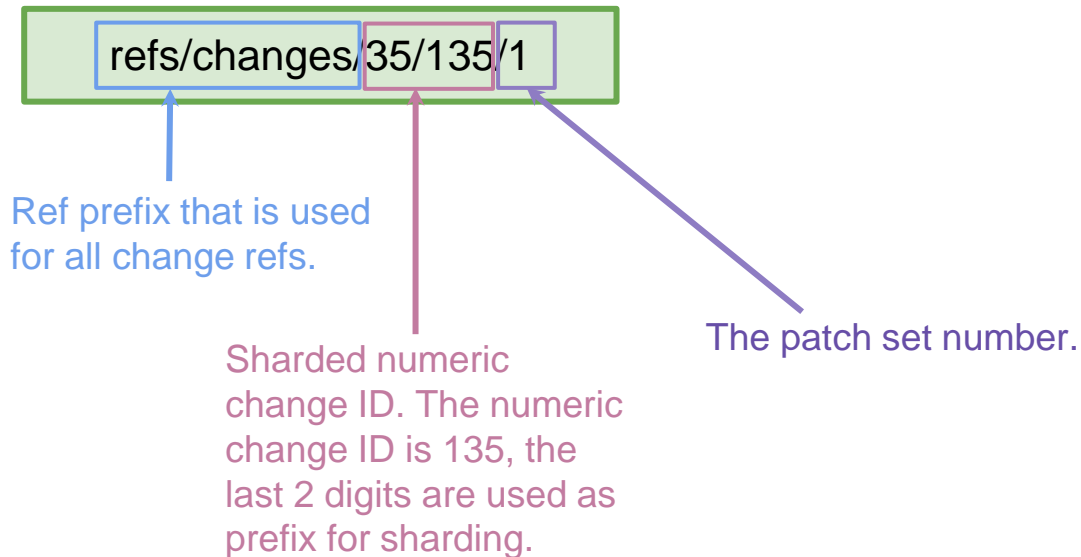 refs/changes/35/135/1
Ref prefix that is used
for all change refs.
The patch set number.
Sharded numeric
change ID. The numeric
change ID is 135, the
last 2 digits are used as
prefix for sharding.